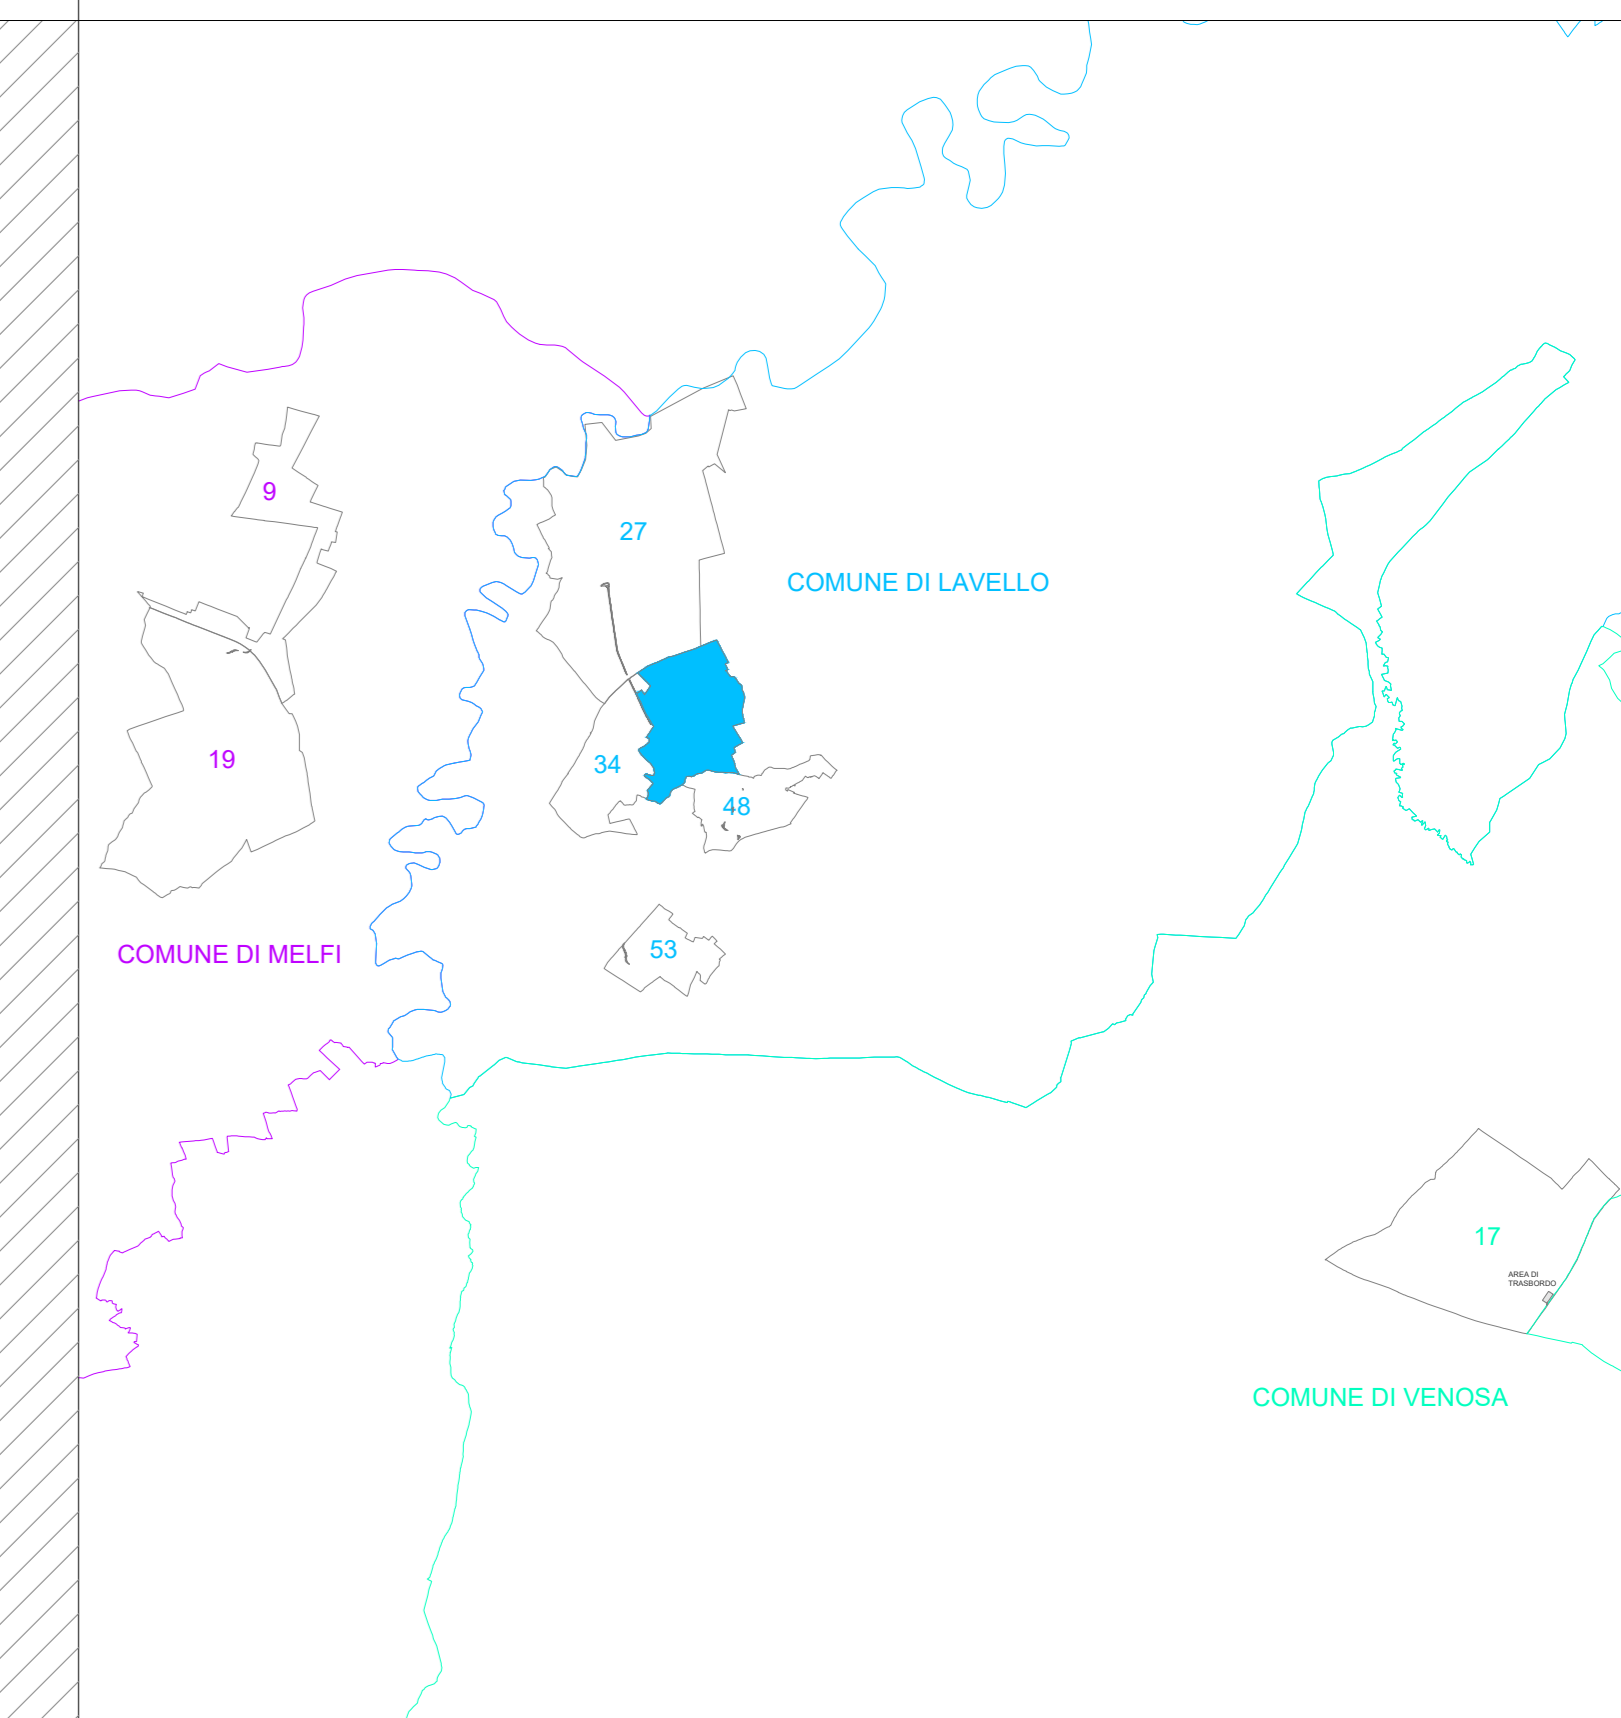 9
27
COMUNE DI LAVELLO
19
34
48
COMUNE DI MELFI
53
17
AREA DI
TRASBORDO
COMUNE DI VENOSA